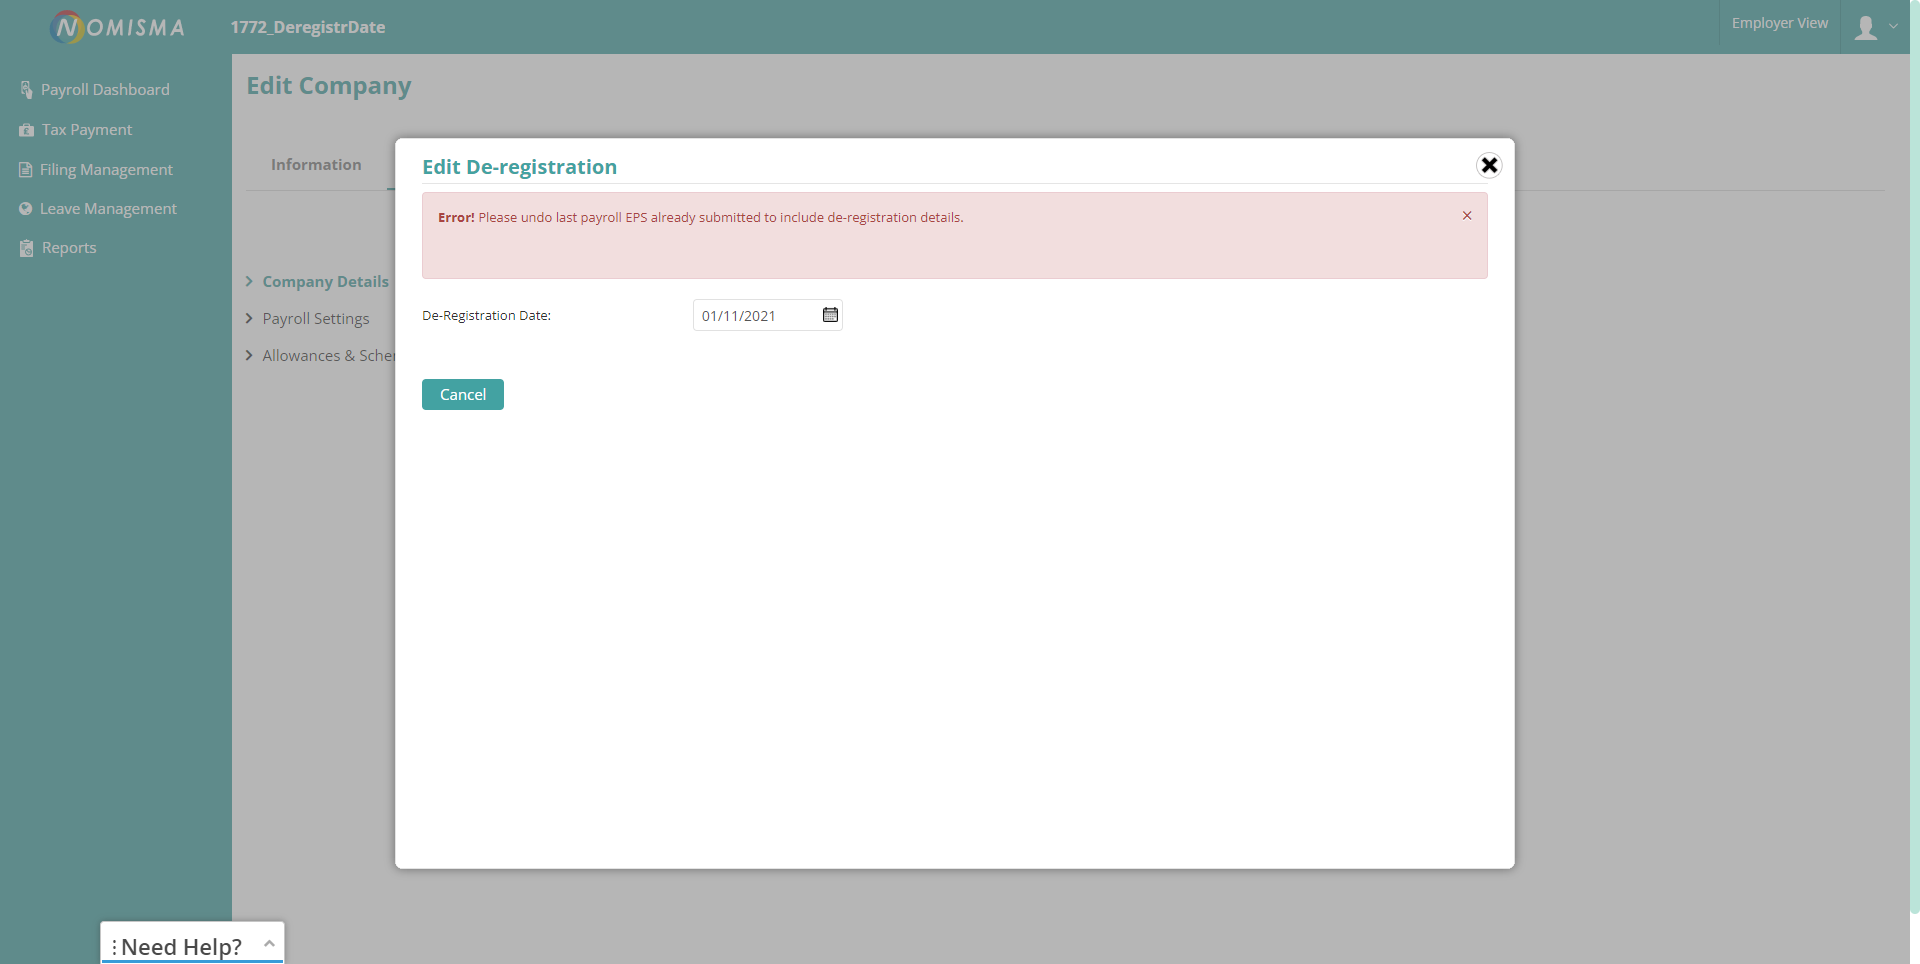 NOMISMA
1772_DeregistrDate
Employer View
Payroll Dashboard
Tax Payment
Filing Management
Leave Management
Reports
Edit Company
Information
Company Details
Payroll Settings
Allowances & Scher
Edit De-registration
Error! Please undo last payroll EPS already submitted to include de-registration details.
De-Registration Date:
01/11/2021
Cancel
Need Help?